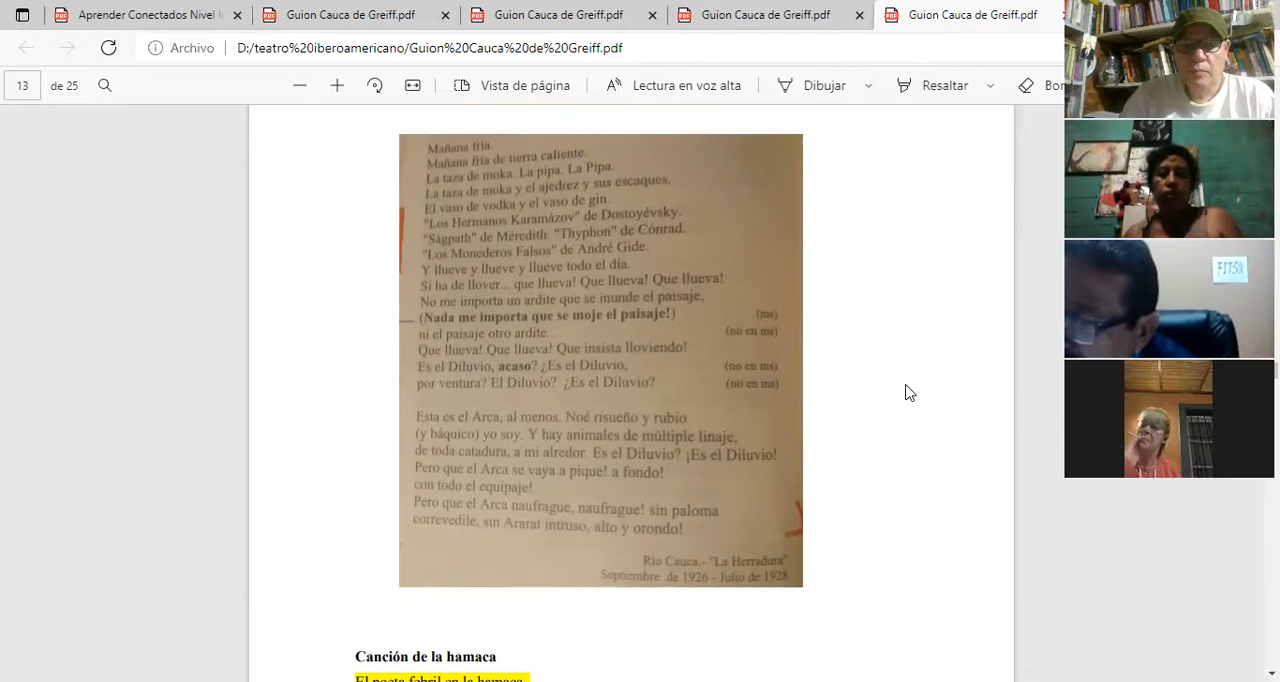 Aprender Conectados Nivel I
Guion Cauca de Greiff.pdf
Guion Cauca de Greiff.pdf
Guion Cauca de Greiff.pdf
Guion Cauca de Greiff.pdf
Archivo
D:/teatro%20iberoamericano/Guion%20Cauca%20de%20Greiff.pdf
13 de 25
Vista de página
Lectura en voz alta
Dibujar
Resaltar
Bor
Mañana fría.
Mañana fría de tierra caliente.
La taza de moka. La pipa. La Pipa.
La taza de moka y el ajedrez y sus escaques.
El vaso de vodka y el vaso de gin.
"Los Hermanos Karamázov" de Dostoyévsky.
"Ságpath" de Méredith. "Thyphon" de Cónrad.
"Los Monederos Falsos" de André Gide.
Y llueve y llueve y llueve todo el día.
Si ha de llover... que llueva! Que llueva! Que llueva!
No me importa un ardite que se inunde el paisaje,
(Nada me importa que se moje el paisaje!) (ms)
ni el paisaje otro ardite... (no en ms)
Que llueva! Que llueva! Que insista lloviendo!
Es el Diluvio, acaso? ¿Es el Diluvio, (no en ms)
por ventura? El Diluvio? ¿Es el Diluvio? (no en ms)
Esta es el Arca, al menos. Noé risueño y rubio
(y báquico) yo soy. Y hay animales de múltiple linaje,
de toda catadura, a mi alredor. Es el Diluvio? ¡Es el Diluvio!
Pero que el Arca se vaya a pique! a fondo!
con todo el equipaje!
Pero que el Arca naufrague, naufrague! sin paloma
correvedile, sin Ararat intruso, alto y orondo!
Río Cauca.- "La Herradura"
Septiembre de 1926 - Julio de 1928
Canción de la hamaca
El poeta febril en la hamaca